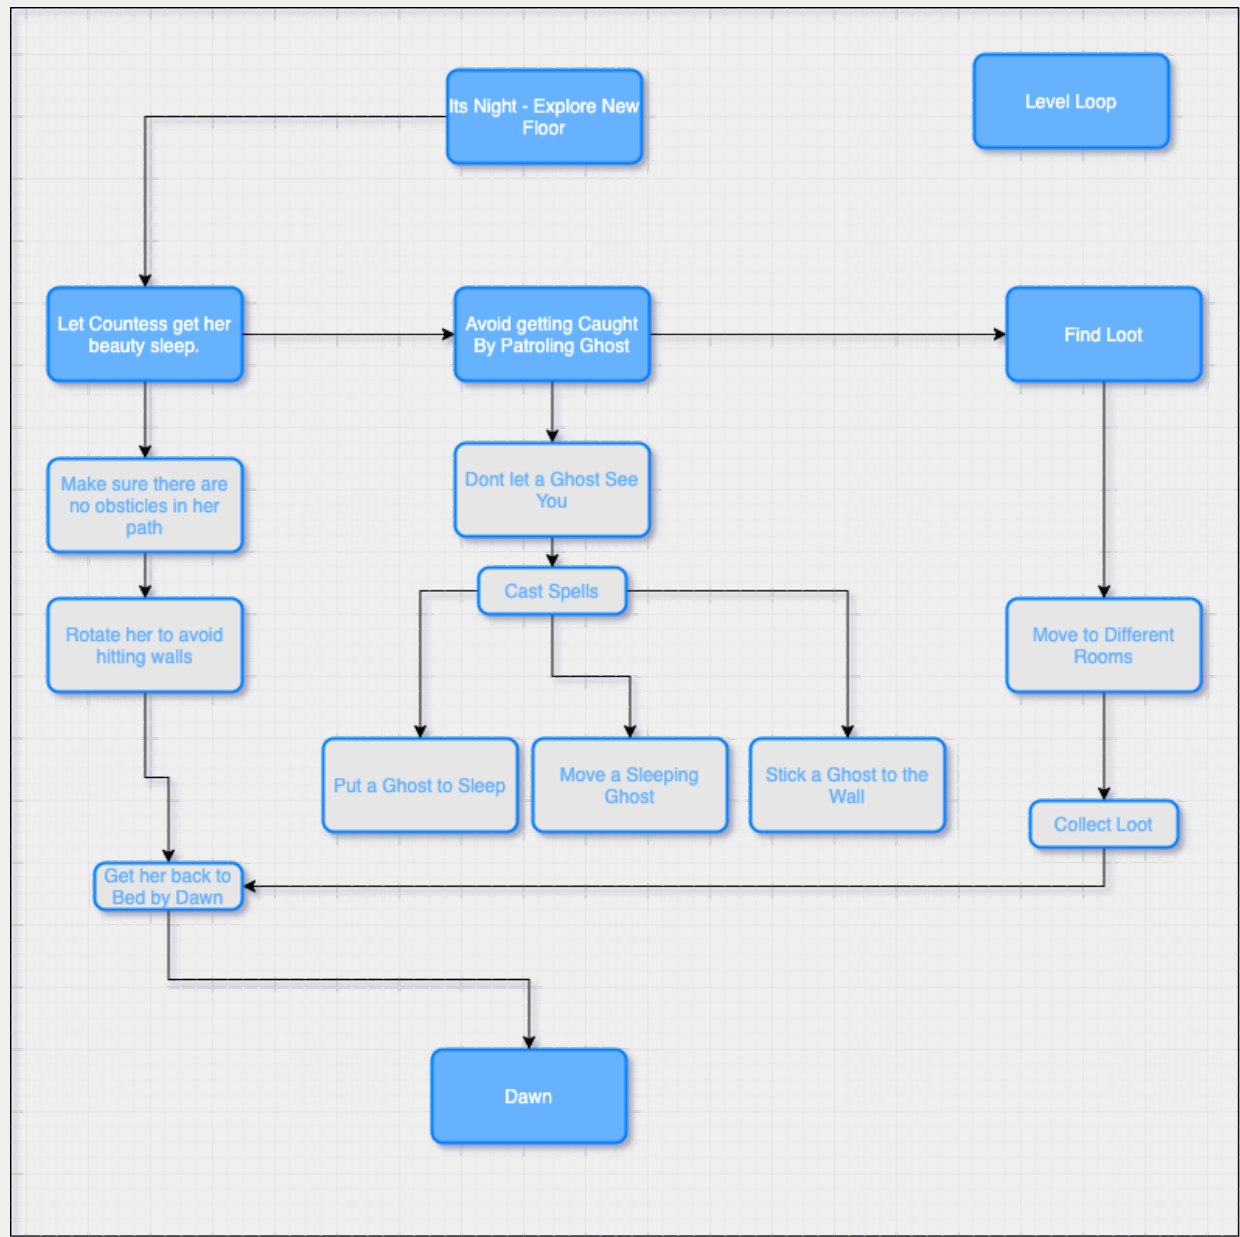 Its Night - Explore New
Floor
Level Loop
Let Countess get her
beauty sleep.
Avoid getting Caught
By Patroling Ghost
Find Loot
Make sure there are
no obsticles in her
path
Dont let a Ghost See
You
Cast Spells
Rotate her to avoid
hitting walls
Move to Different
Rooms
Put a Ghost to Sleep
Move a Sleeping
Ghost
Stick a Ghost to the
Wall
Collect Loot
Get her back to
Bed by Dawn
Dawn